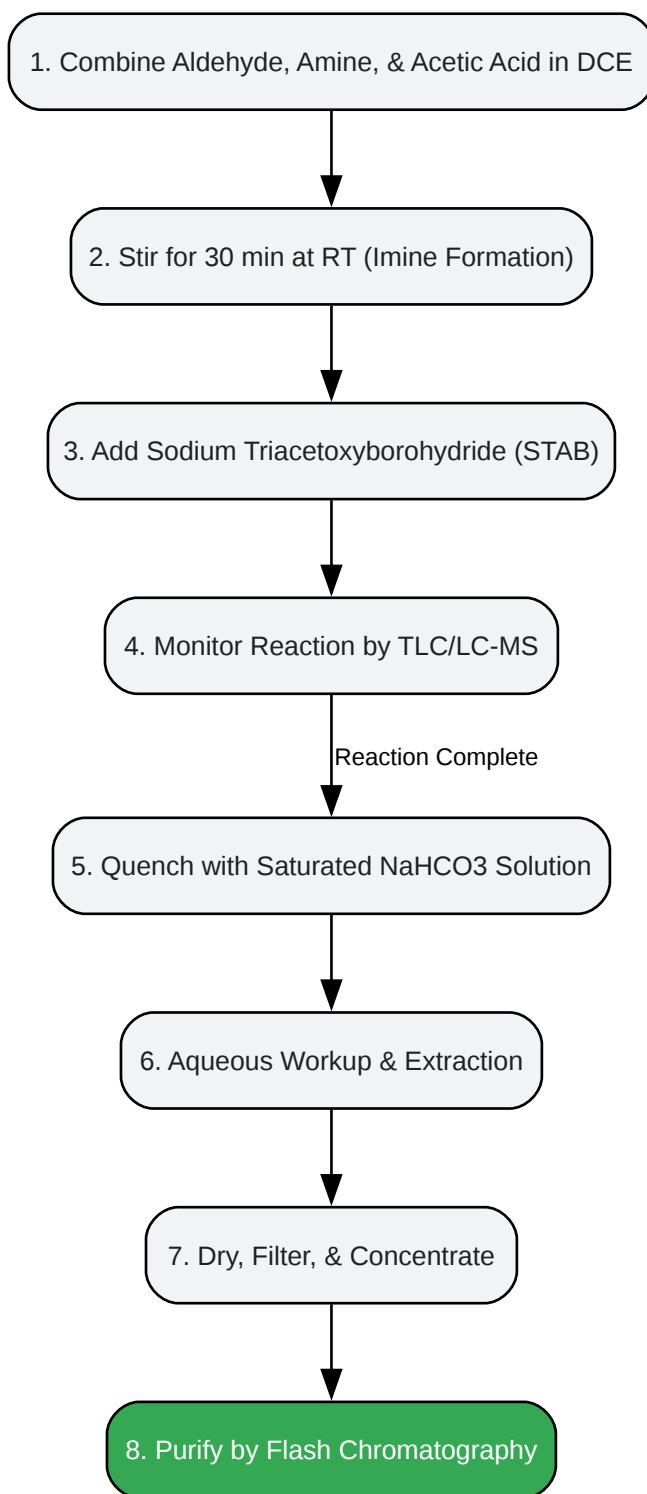 1. Combine Aldehyde, Amine, & Acetic Acid in DCE
2. Stir for 30 min at RT (Imine Formation)
3. Add Sodium Triacetoxyborohydride (STAB)
4. Monitor Reaction by TLC/LC-MS
Reaction Complete
5. Quench with Saturated NaHCO3 Solution
6. Aqueous Workup & Extraction
7. Dry, Filter, & Concentrate
8. Purify by Flash Chromatography